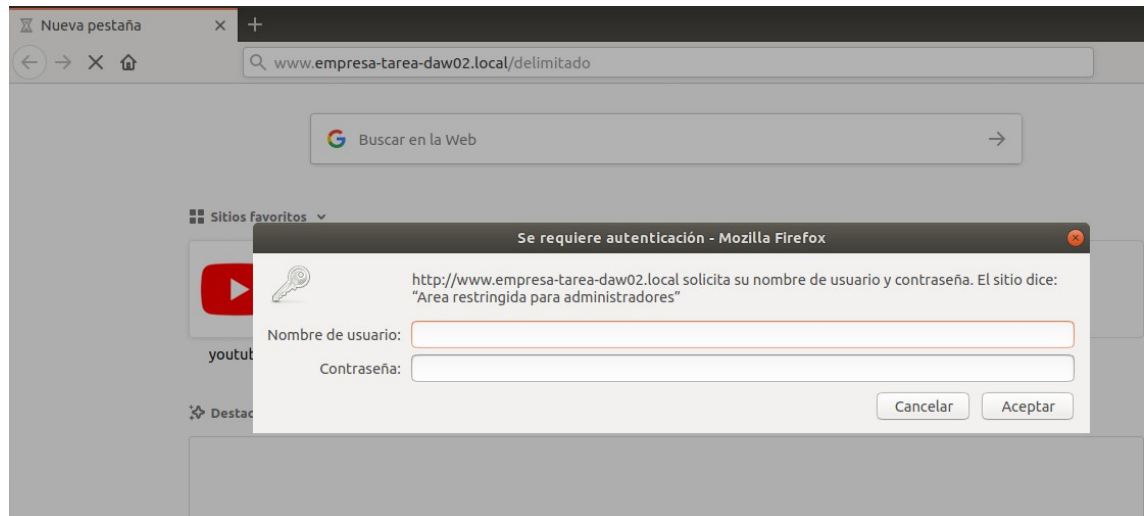 Nueva pestaña
www.empresa-tarea-daw02.local/delimitado
Buscar en la Web
Sitios favoritos
Se requiere autenticación - Mozilla Firefox
http://www.empresa-tarea-daw02.local solicita su nombre de usuario y contraseña. El sitio dice:
“Area restringida para administradores”
Nombre de usuario:
youtub
Contraseña:
Cancelar Aceptar
Destac